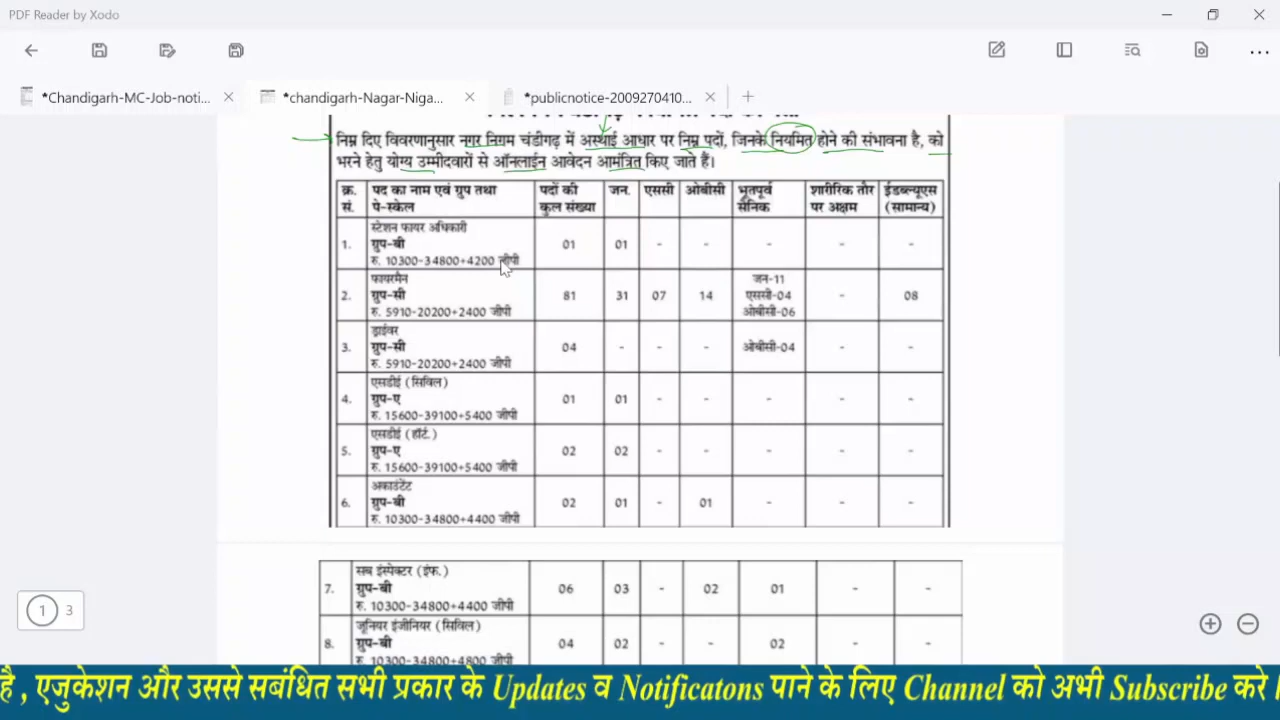 PDF Reader by Xodo
*Chandigarh-MC-Job-noti...
*chandigarh-Nagar-Niga...
*publicnotice-2009270410...
निम्न दिए विवरणानुसार नगर निगम चंडीगढ़ में अस्थाई आधार पर निम्न पदों, जिनके नियमित होने की संभावना है, को
भरने हेतु योग्य उम्मीदवारों से ऑनलाईन आवेदन आमंत्रित किए जाते हैं।
क्र. सं. पद का नाम एवं ग्रुप तथा पे-स्केल पदों की कुल संख्या जन. एससी ओबीसी भूतपूर्व सैनिक शारीरिक तौर पर अक्षम ईडब्ल्यूएस (सामान्य)
स्टेशन फायर अधिकारी
1. ग्रुप-बी 01 01 - - - - -
रु. 10300-34800+4200 जीपी
फायरमैन जन-11
2. ग्रुप-सी 81 31 07 14 एससी-04 - 08
रु. 5910-20200+2400 जीपी ओबीसी-06
ड्राईवर
3. ग्रुप-सी 04 - - - ओबीसी-04 - -
रु. 5910-20200+2400 जीपी
एसडीई (सिविल)
4. ग्रुप-ए 01 01 - - - - -
रु. 15600-39100+5400 जीपी
एसडीई (हॉर्ट.)
5. ग्रुप-ए 02 02 - - - - -
रु. 15600-39100+5400 जीपी
अकाउंटेंट
6. ग्रुप-बी 02 01 - 01 - - -
रु. 10300-34800+4400 जीपी
सब इंस्पेक्टर (इंफ.)
7. ग्रुप-बी 06 03 - 02 01 - -
रु. 10300-34800+4400 जीपी
जूनियर इंजीनियर (सिविल)
8. ग्रुप-बी 04 02 - - 02 - -
रु. 10300-34800+4800 जीपी
1 3
है , एजुकेशन और उससे सबंधित सभी प्रकार के Updates व Notificatons पाने के लिए Channel को अभी Subscribe करे